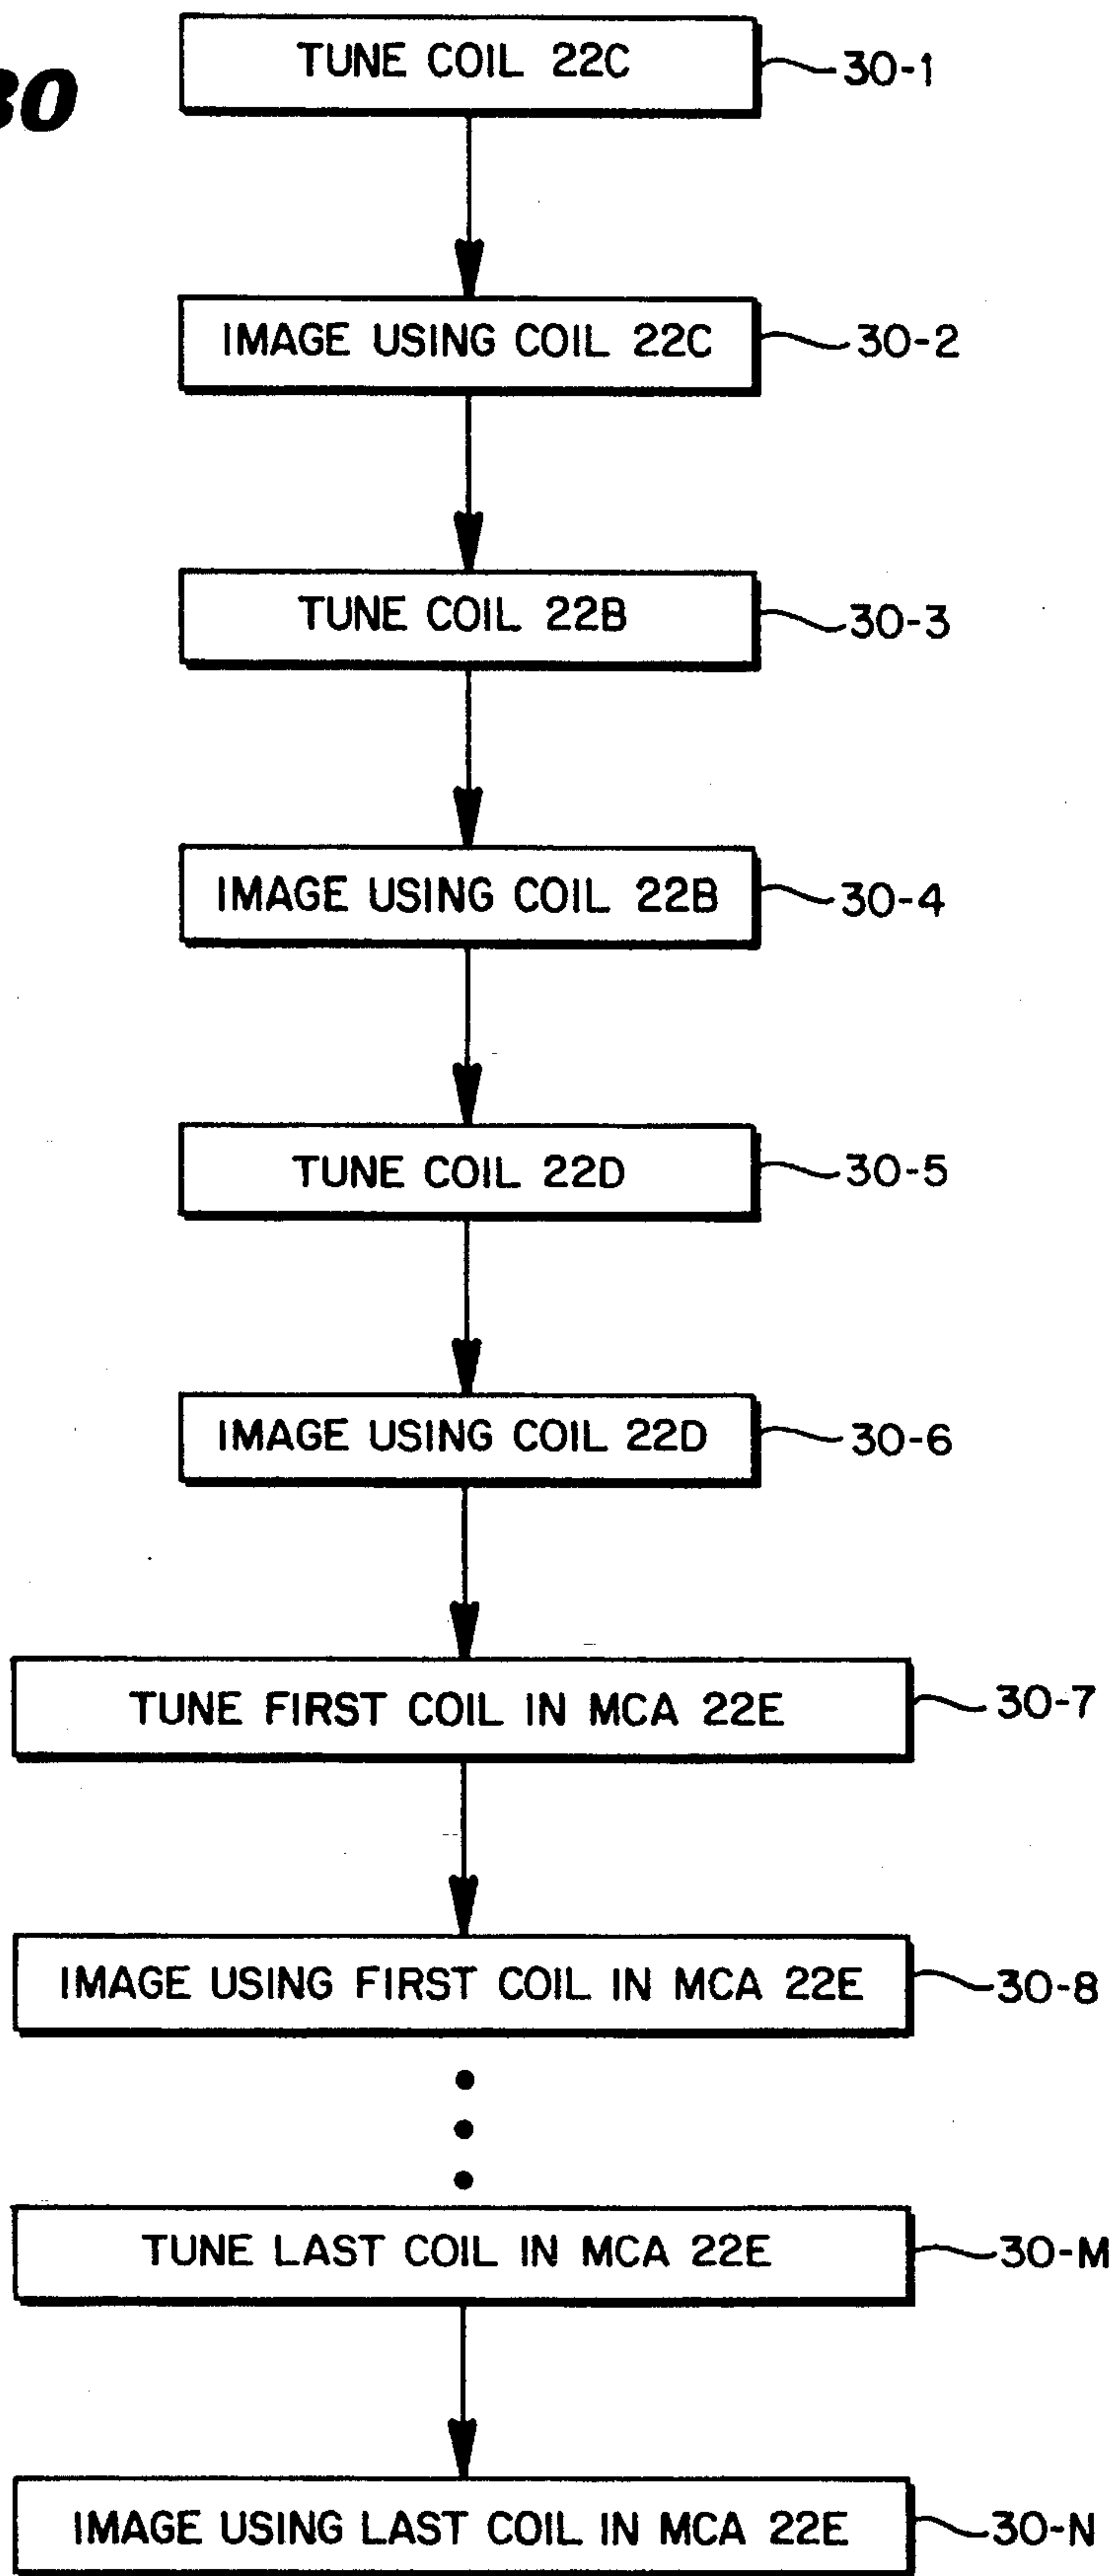 30
TUNE COIL 22C
30-1
IMAGE USING COIL 22C
30-2
TUNE COIL 22B
30-3
IMAGE USING COIL 22B
30-4
TUNE COIL 22D
30-5
IMAGE USING COIL 22D
30-6
TUNE FIRST COIL IN MCA 22E
30-7
IMAGE USING FIRST COIL IN MCA 22E
30-8
TUNE LAST COIL IN MCA 22E
30-M
IMAGE USING LAST COIL IN MCA 22E
30-N